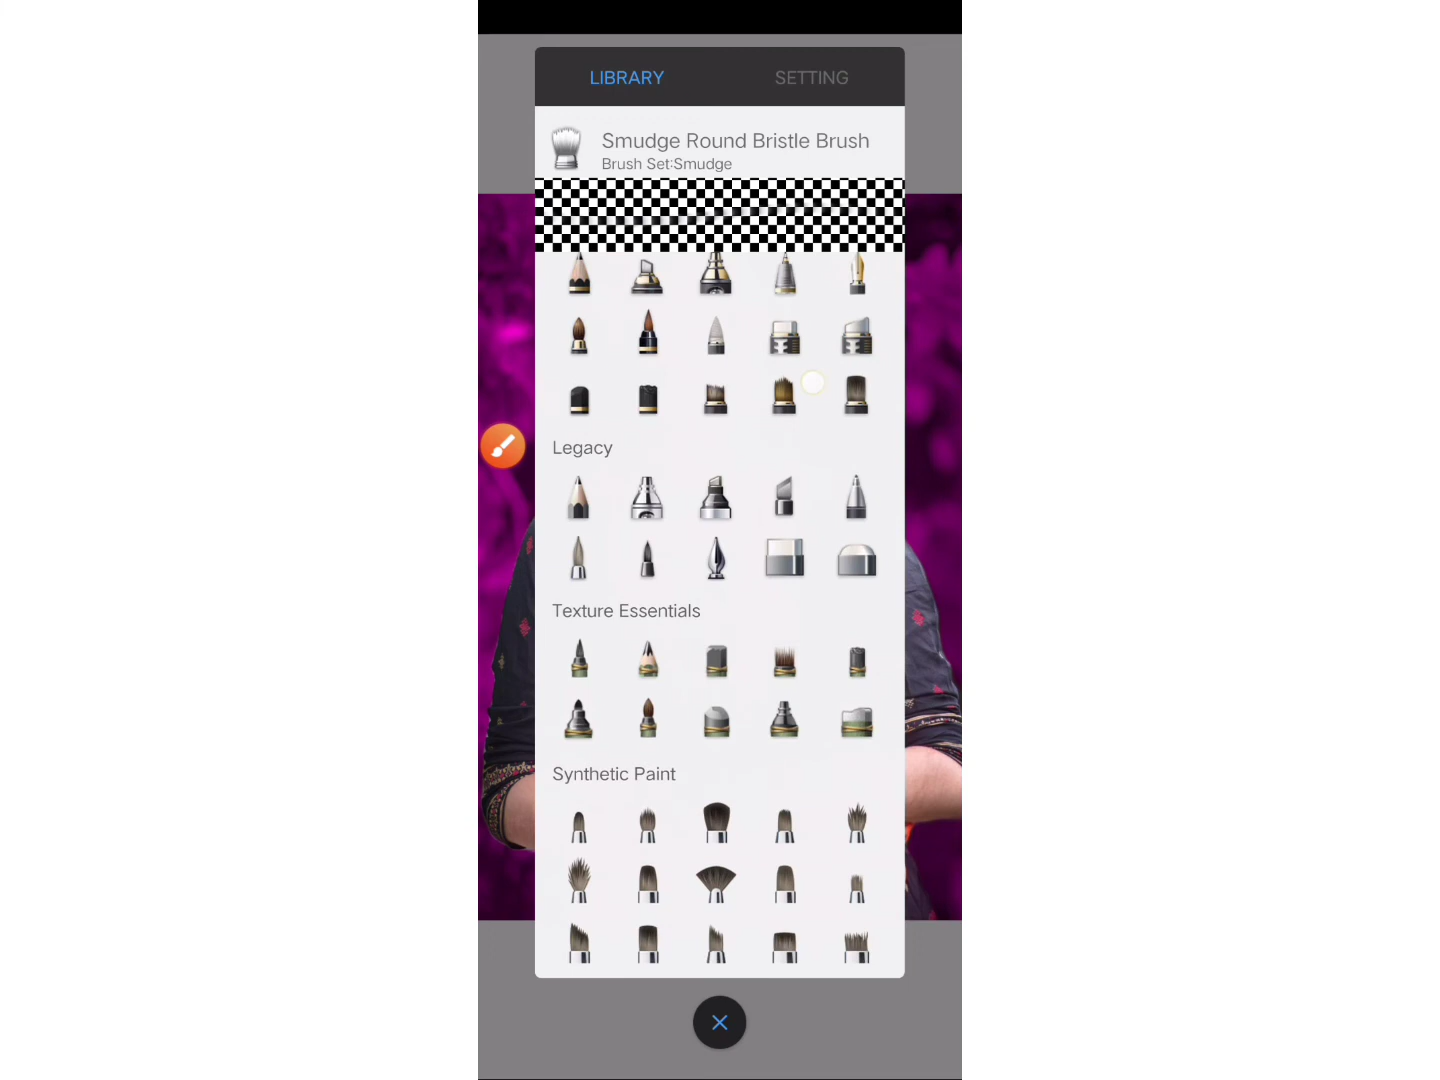 LIBRARY
SETTING
Smudge Round Bristle Brush
Brush Set:Smudge
Legacy
Texture Essentials
Synthetic Paint